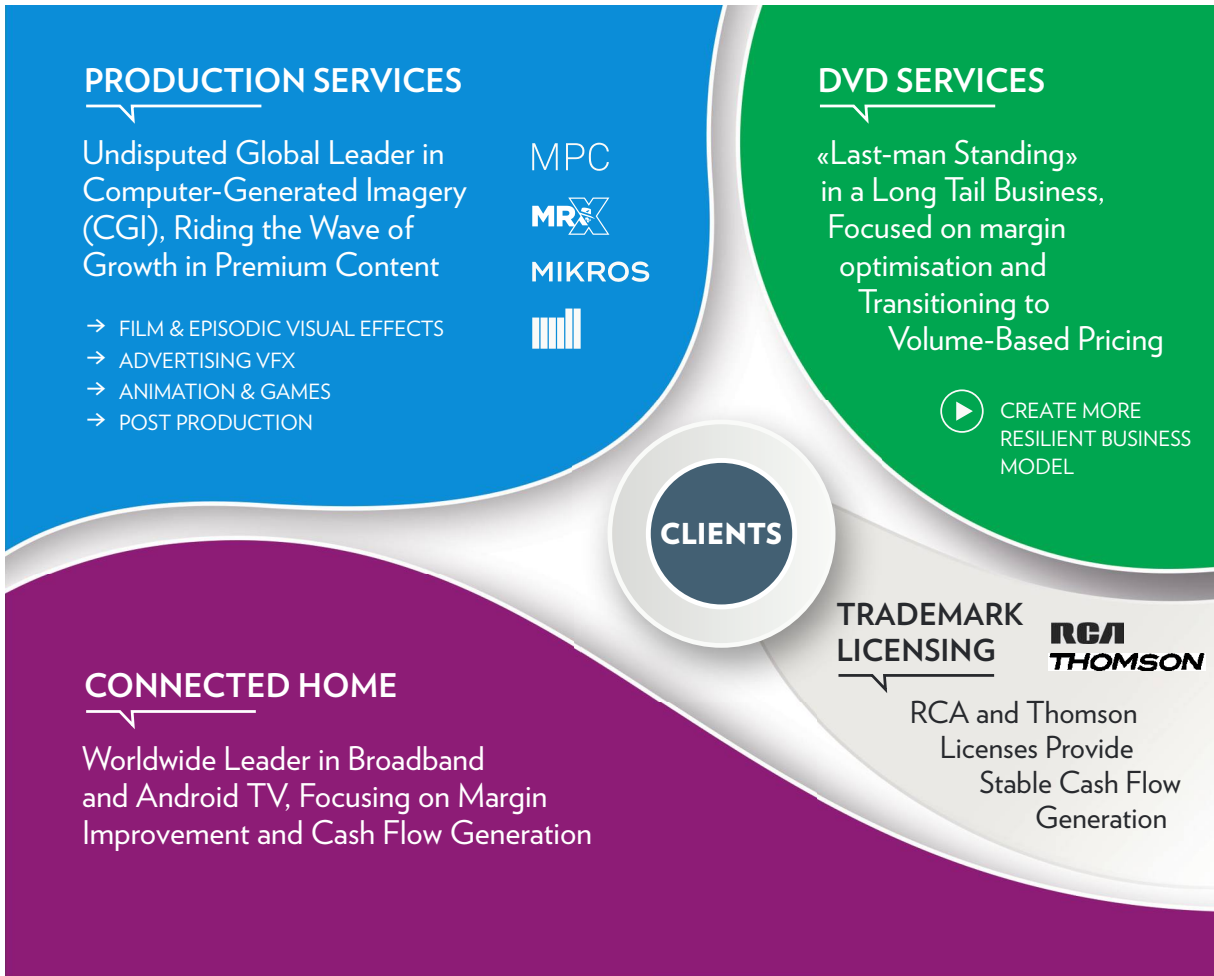 PRODUCTION SERVICES
Undisputed Global Leader in
Computer-Generated Imagery
(CGI), Riding the Wave of
Growth in Premium Content
→ FILM & EPISODIC VISUAL EFFECTS
→ ADVERTISING VFX
→ ANIMATION & GAMES
→ POST PRODUCTION
MPC
MRX
MIKROS
DVD SERVICES
«Last-man Standing»
in a Long Tail Business,
Focused on margin
optimisation and
Transitioning to
Volume-Based Pricing
CREATE MORE
RESILIENT BUSINESS
MODEL
CLIENTS
TRADEMARK
LICENSING
RCA
THOMSON
RCA and Thomson
Licenses Provide
Stable Cash Flow
Generation
CONNECTED HOME
Worldwide Leader in Broadband
and Android TV, Focusing on Margin
Improvement and Cash Flow Generation